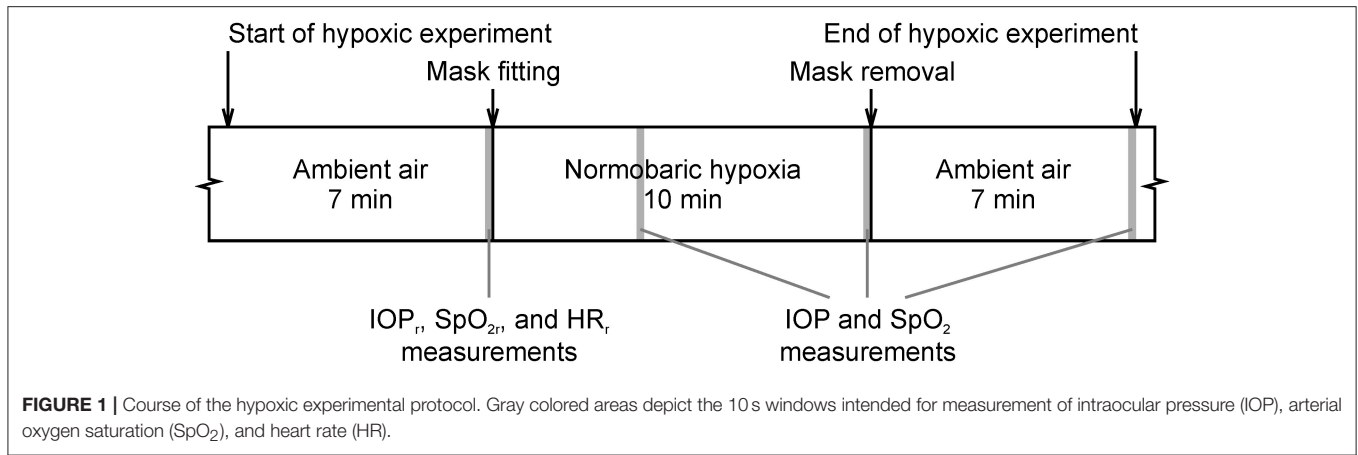 Start of hypoxic experiment
End of hypoxic experiment
Mask fitting
Mask removal
Ambient air
7 min
Normobaric hypoxia
10 min
Ambient air
7 min
IOPr, SpO2r, and HRr
measurements
IOP and SpO2
measurements
FIGURE 1 | Course of the hypoxic experimental protocol. Gray colored areas depict the 10 s windows intended for measurement of intraocular pressure (IOP), arterial
oxygen saturation (SpO2), and heart rate (HR).